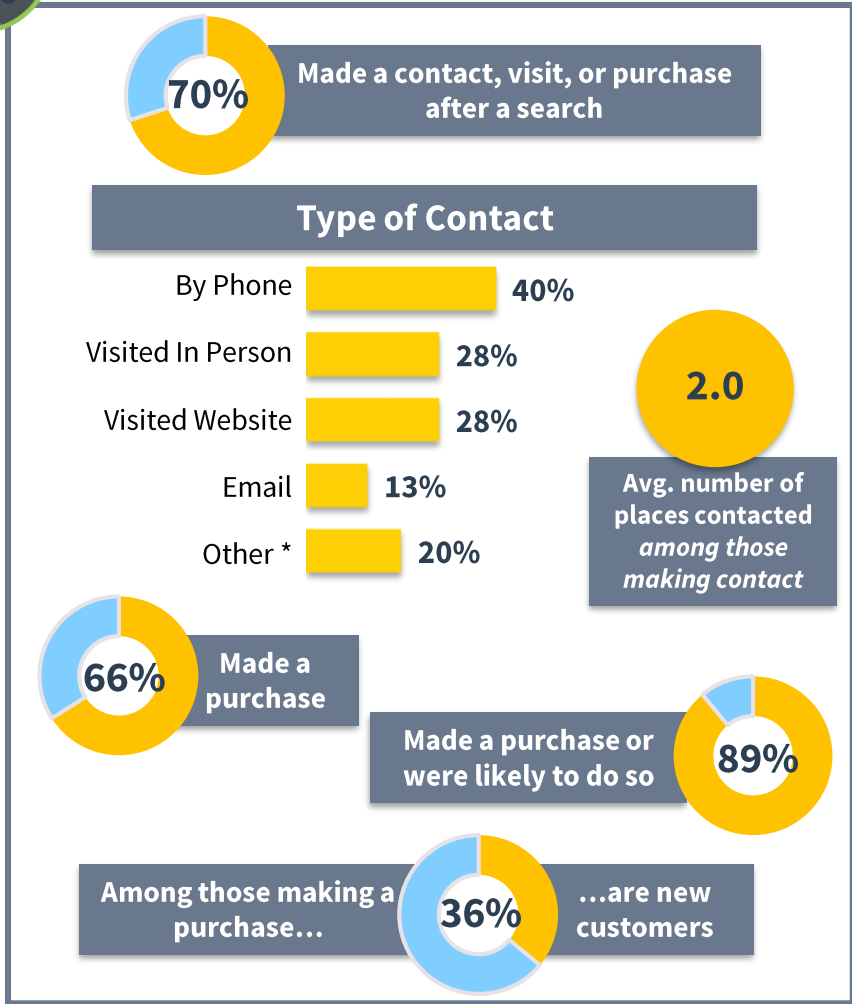 70%
Made a contact, visit, or purchase
after a search
Type of Contact
By Phone
40%
Visited In Person
28%
Visited Website
28%
Email
13%
Other *
20%
2.0
Avg. number of
places contacted
among those
making contact
66%
Made a
purchase
Made a purchase or
were likely to do so
89%
Among those making a
purchase...
36%
...are new
customers